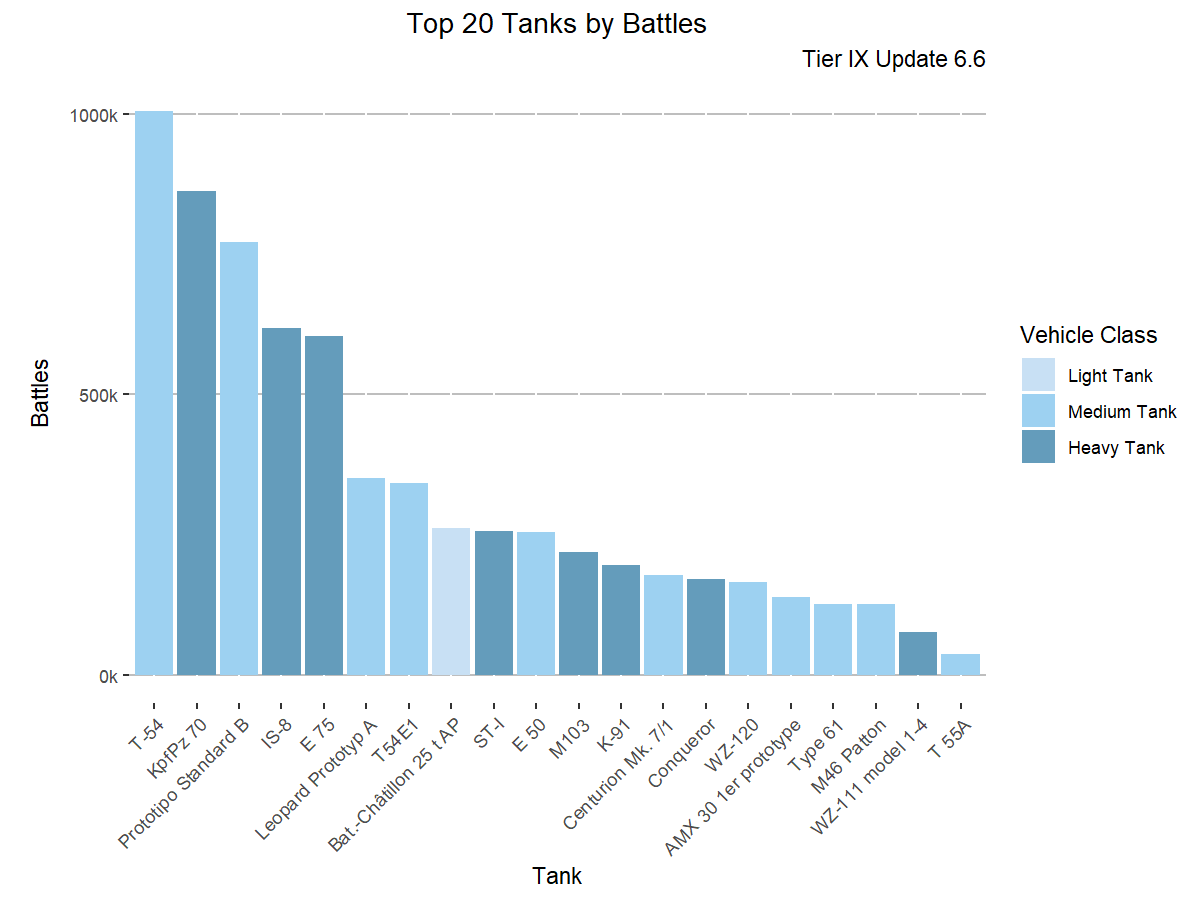 Top 20 Tanks by Battles
Tier IX Update 6.6
1000k
500k
0k
Battles
T-54
KpfPz 70
Prototipo Standard B
IS-8
E 75
Leopard Prototyp A
T54E1
Bat.-Châtillon 25 t AP
ST-I
E 50
M103
K-91
Centurion Mk. 7/1
Conqueror
WZ-120
AMX 30 1er prototype
Type 61
M46 Patton
WZ-111 model 1-4
T 55A
Tank
Vehicle Class
Light Tank
Medium Tank
Heavy Tank